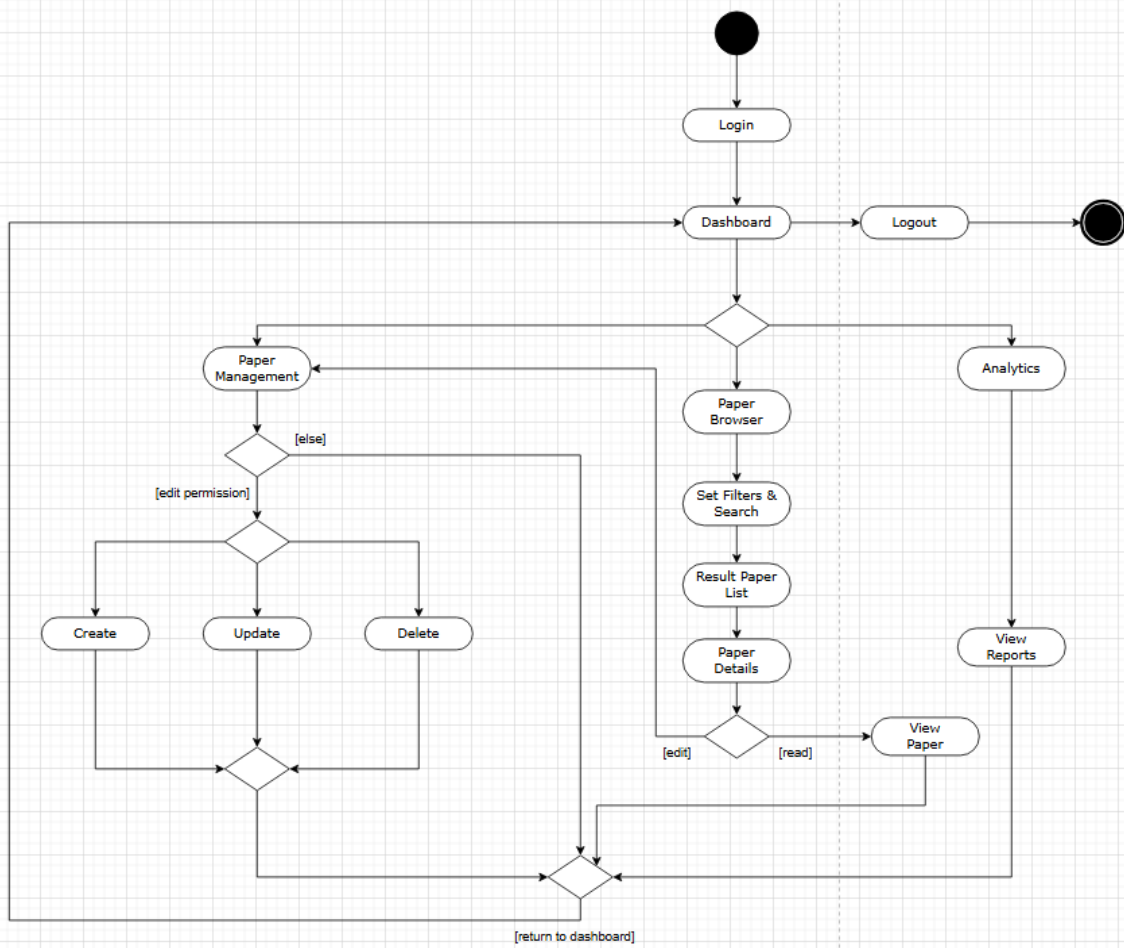 Login
Dashboard
Logout
Paper
Management
Analytics
Paper
Browser
[else]
[edit permission]
Set Filters &
Search
Result Paper
List
Create
Update
Delete
Paper
Details
View
Reports
View
Paper
[edit]
[read]
[return to dashboard]